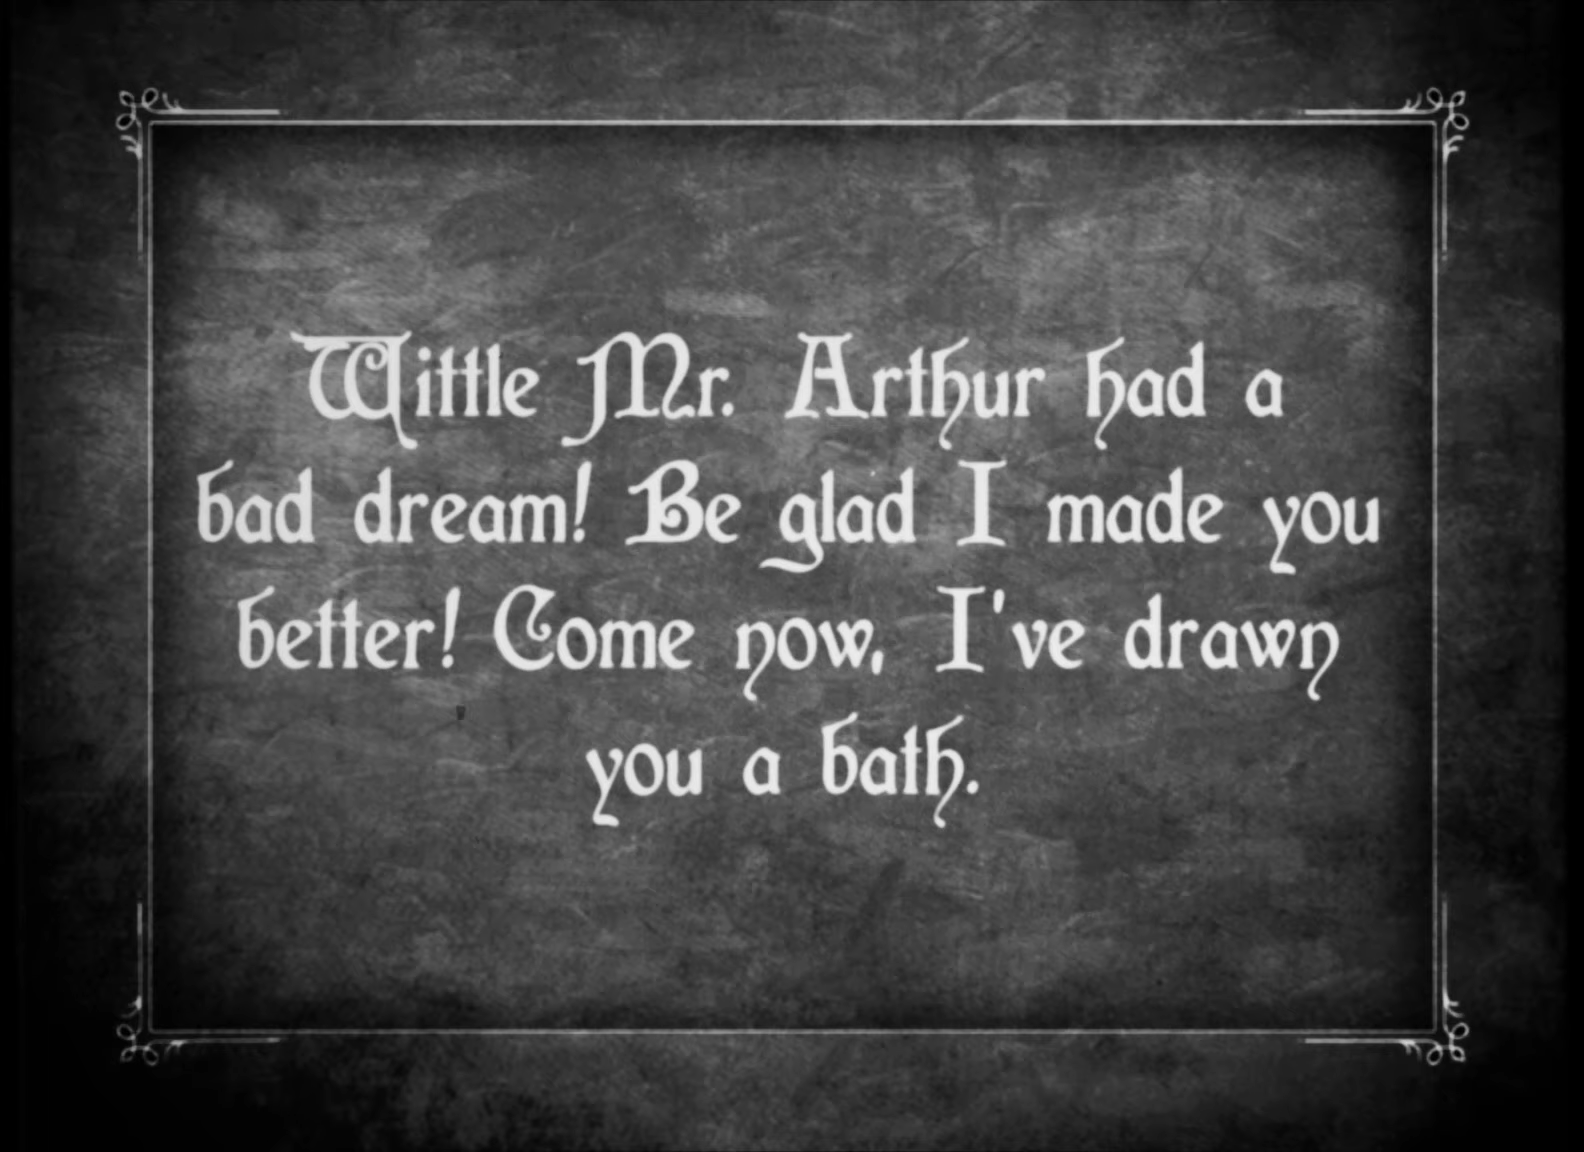 Wittle Mr. Arthur had a
bad dream! Be glad I made you
better! Come now, I've drawn
you a bath.